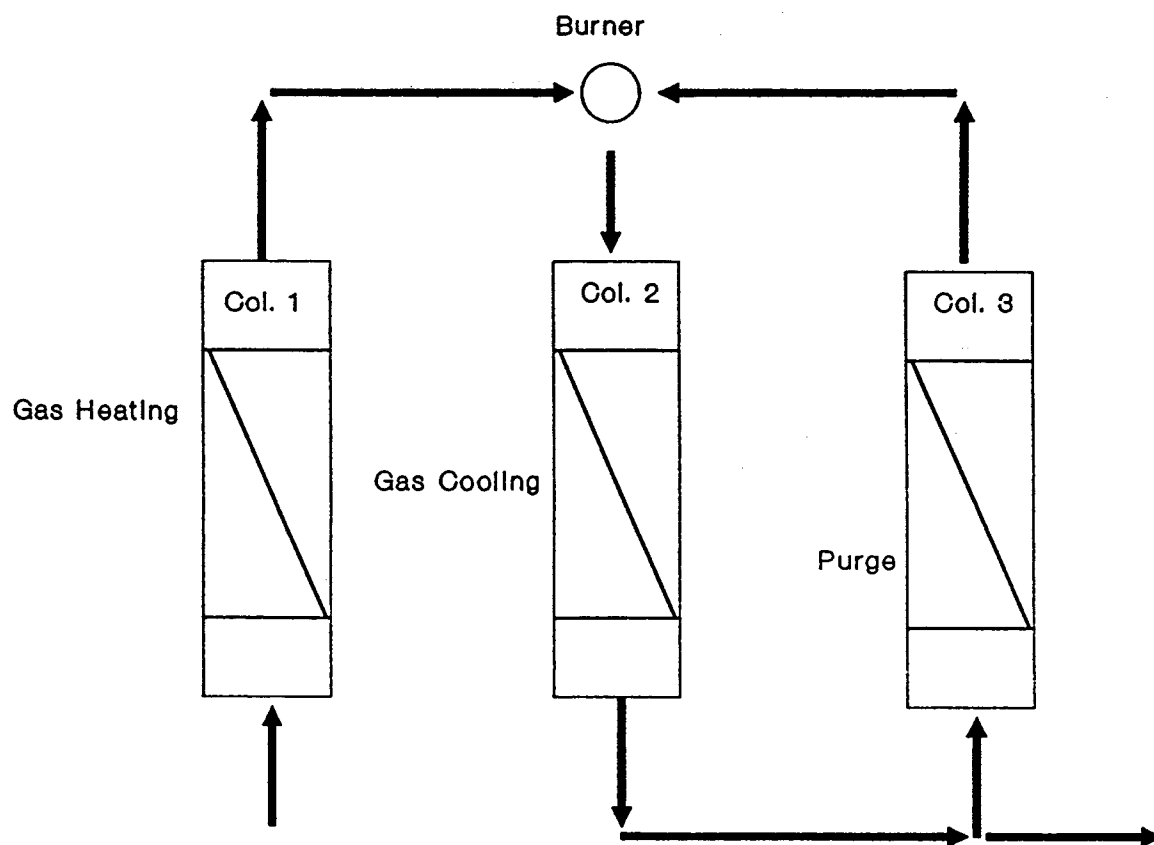 Burner
Col. 1
Col. 2
Col. 3
Gas Heating
Gas Cooling
Purge